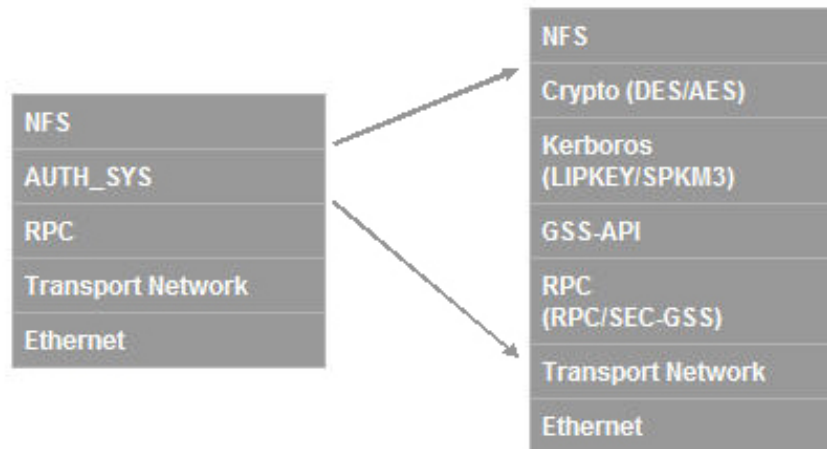 NFS
AUTH_SYS
RPC
Transport Network
Ethernet
NFS
Crypto (DES/AES)
Kerboros
(LIPKEY/SPKM3)
GSS-API
RPC
(RPC/SEC-GSS)
Transport Network
Ethernet